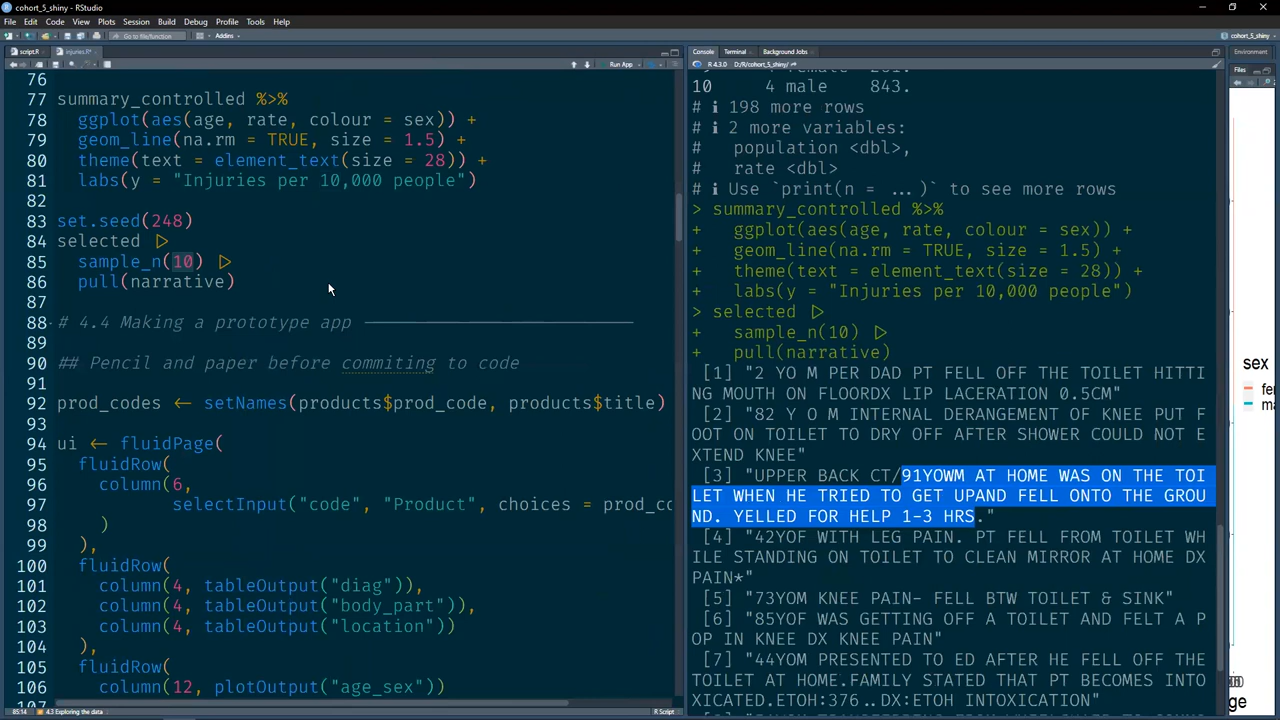 cohort_5_shiny - RStudio
File Edit Code View Plots Session Build Debug Profile Tools Help
Go to file/function Addins cohort_5_shiny
script.R injuries.R*
Run App
76
77 summary_controlled %>%
78 ggplot(aes(age, rate, colour = sex)) +
79 geom_line(na.rm = TRUE, size = 1.5) +
80 theme(text = element_text(size = 28)) +
81 labs(y = "Injuries per 10,000 people")
82
83 set.seed(248)
84 selected ▷
85 sample_n(10) ▷
86 pull(narrative)
87
88 # 4.4 Making a prototype app
89
90 ## Pencil and paper before commiting to code
91
92 prod_codes ← setNames(products$prod_code, products$title)
93
94 ui ← fluidPage(
95 fluidRow(
96 column(6,
97 selectInput("code", "Product", choices = prod_co
98 )
99 ),
100 fluidRow(
101 column(4, tableOutput("diag")),
102 column(4, tableOutput("body_part")),
103 column(4, tableOutput("location"))
104 ),
105 fluidRow(
106 column(12, plotOutput("age_sex"))
107
85:14 4.3 Exploring the data R Script
Console Terminal Background Jobs
R 4.3.0 D:/R/cohort_5_shiny/
10 4 male 843.
# ℹ 198 more rows
# ℹ 2 more variables:
# population <dbl>,
# rate <dbl>
# ℹ Use `print(n = ...)` to see more rows
> summary_controlled %>%
+ ggplot(aes(age, rate, colour = sex)) +
+ geom_line(na.rm = TRUE, size = 1.5) +
+ theme(text = element_text(size = 28)) +
+ labs(y = "Injuries per 10,000 people")
> selected ▷
+ sample_n(10) ▷
+ pull(narrative)
[1] "2 YO M PER DAD PT FELL OFF THE TOILET HITTI
NG MOUTH ON FLOORDX LIP LACERATION 0.5CM"
[2] "82 Y O M INTERNAL DERANGEMENT OF KNEE PUT F
OOT ON TOILET TO DRY OFF AFTER SHOWER COULD NOT E
XTEND KNEE"
[3] "UPPER BACK CT/91YOWM AT HOME WAS ON THE TOI
LET WHEN HE TRIED TO GET UPAND FELL ONTO THE GROU
ND. YELLED FOR HELP 1-3 HRS."
[4] "42YOF WITH LEG PAIN. PT FELL FROM TOILET WH
ILE STANDING ON TOILET TO CLEAN MIRROR AT HOME DX
PAIN*"
[5] "73YOM KNEE PAIN- FELL BTW TOILET & SINK"
[6] "85YOF WAS GETTING OFF A TOILET AND FELT A P
OP IN KNEE DX KNEE PAIN"
[7] "44YOM PRESENTED TO ED AFTER HE FELL OFF THE
TOILET AT HOME.FAMILY STATED THAT PT BECOMES INTO
XICATED.ETOH:376..DX:ETOH INTOXICATION"
Environment
Files
sex
fe
ma
ge